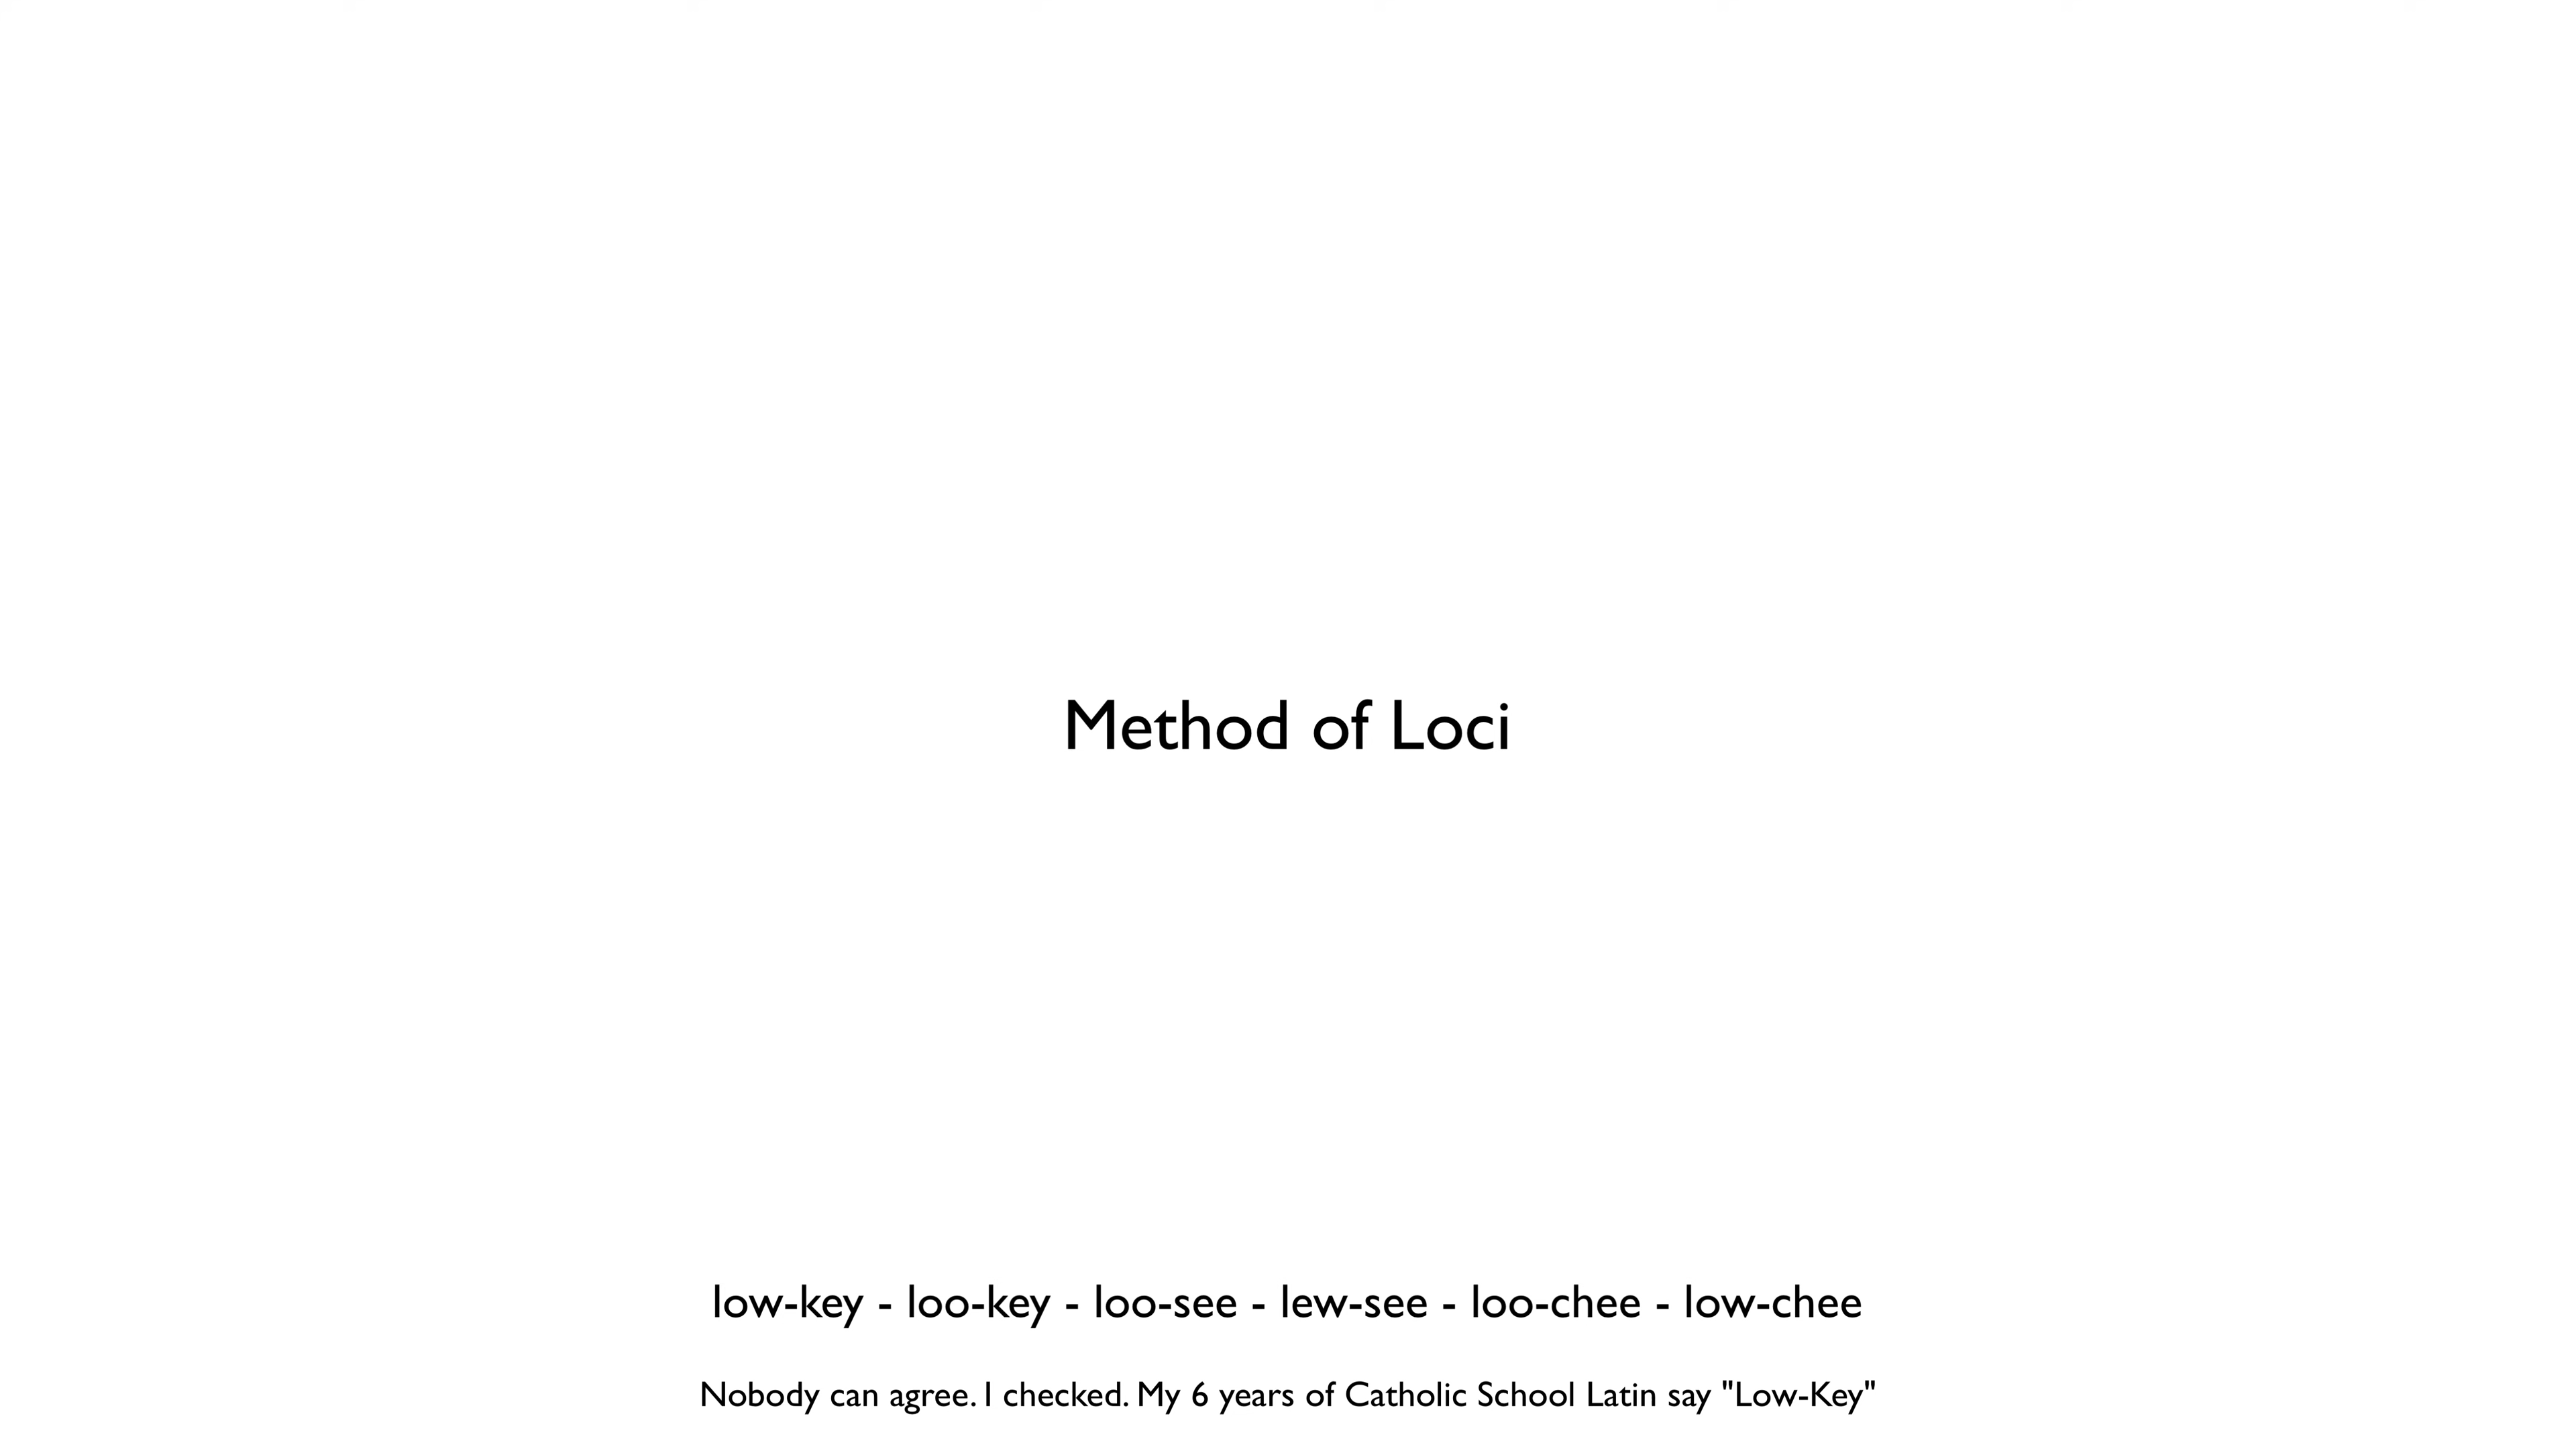 Method of Loci
low-key - loo-key - loo-see - lew-see - loo-chee - low-chee
Nobody can agree. I checked. My 6 years of Catholic School Latin say "Low-Key"